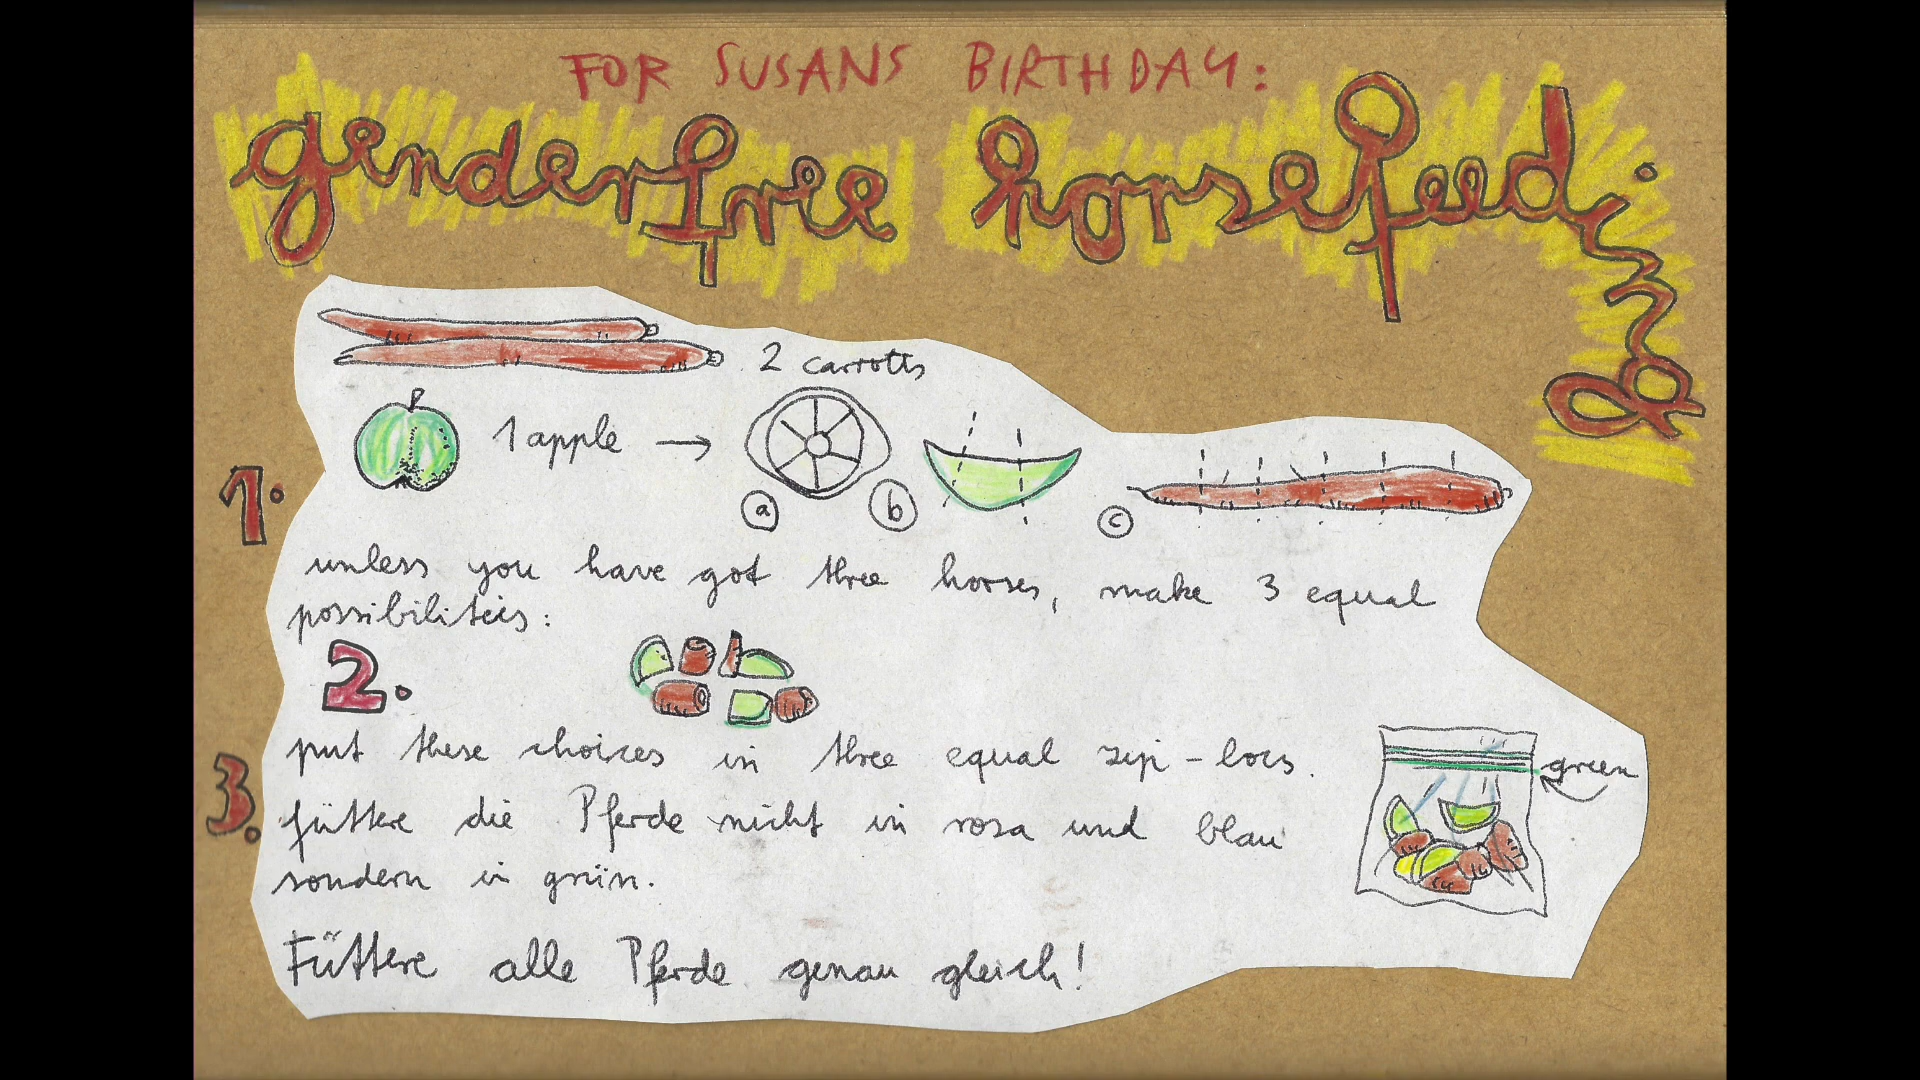 FOR SUSANS BIRTHDAY:
genderfree horsefeeding
2 carrotts
1 apple →
a b c
1.
unless you have got three horses, make 3 equal
possibilities:
2.
put these choices in three equal zip-locs.
green
3.
füttere die Pferde nicht in rosa und blau
sondern in grün.
Füttere alle Pferde genau gleich!